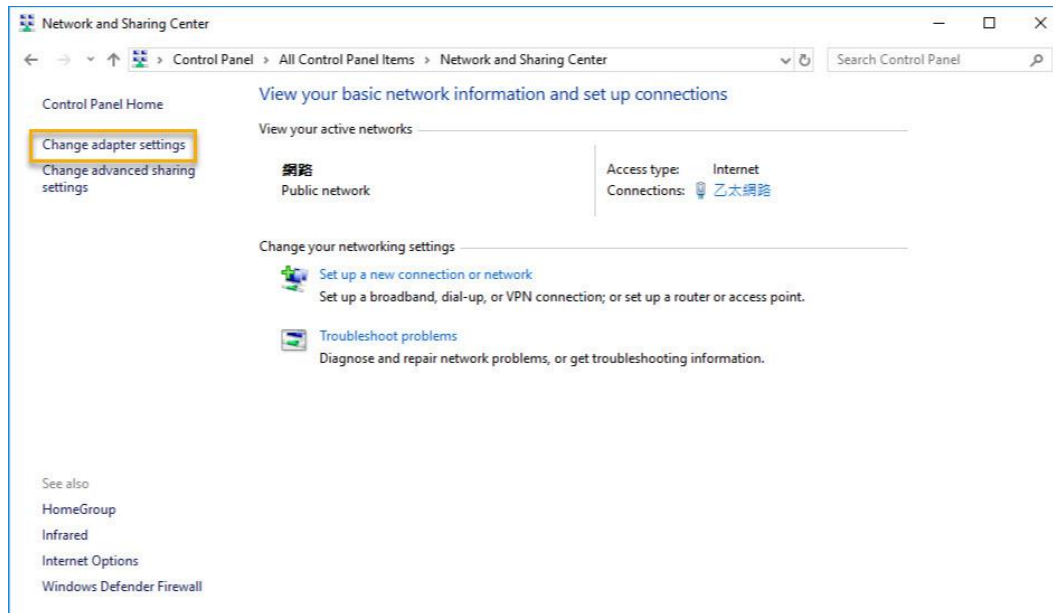 Network and Sharing Center
Control Panel > All Control Panel Items > Network and Sharing Center
Search Control Panel
Control Panel Home
Change adapter settings
Change advanced sharing
settings
View your basic network information and set up connections
View your active networks
網路
Public network
Access type: Internet
Connections: 乙太網路
Change your networking settings
Set up a new connection or network
Set up a broadband, dial-up, or VPN connection; or set up a router or access point.
Troubleshoot problems
Diagnose and repair network problems, or get troubleshooting information.
See also
HomeGroup
Infrared
Internet Options
Windows Defender Firewall